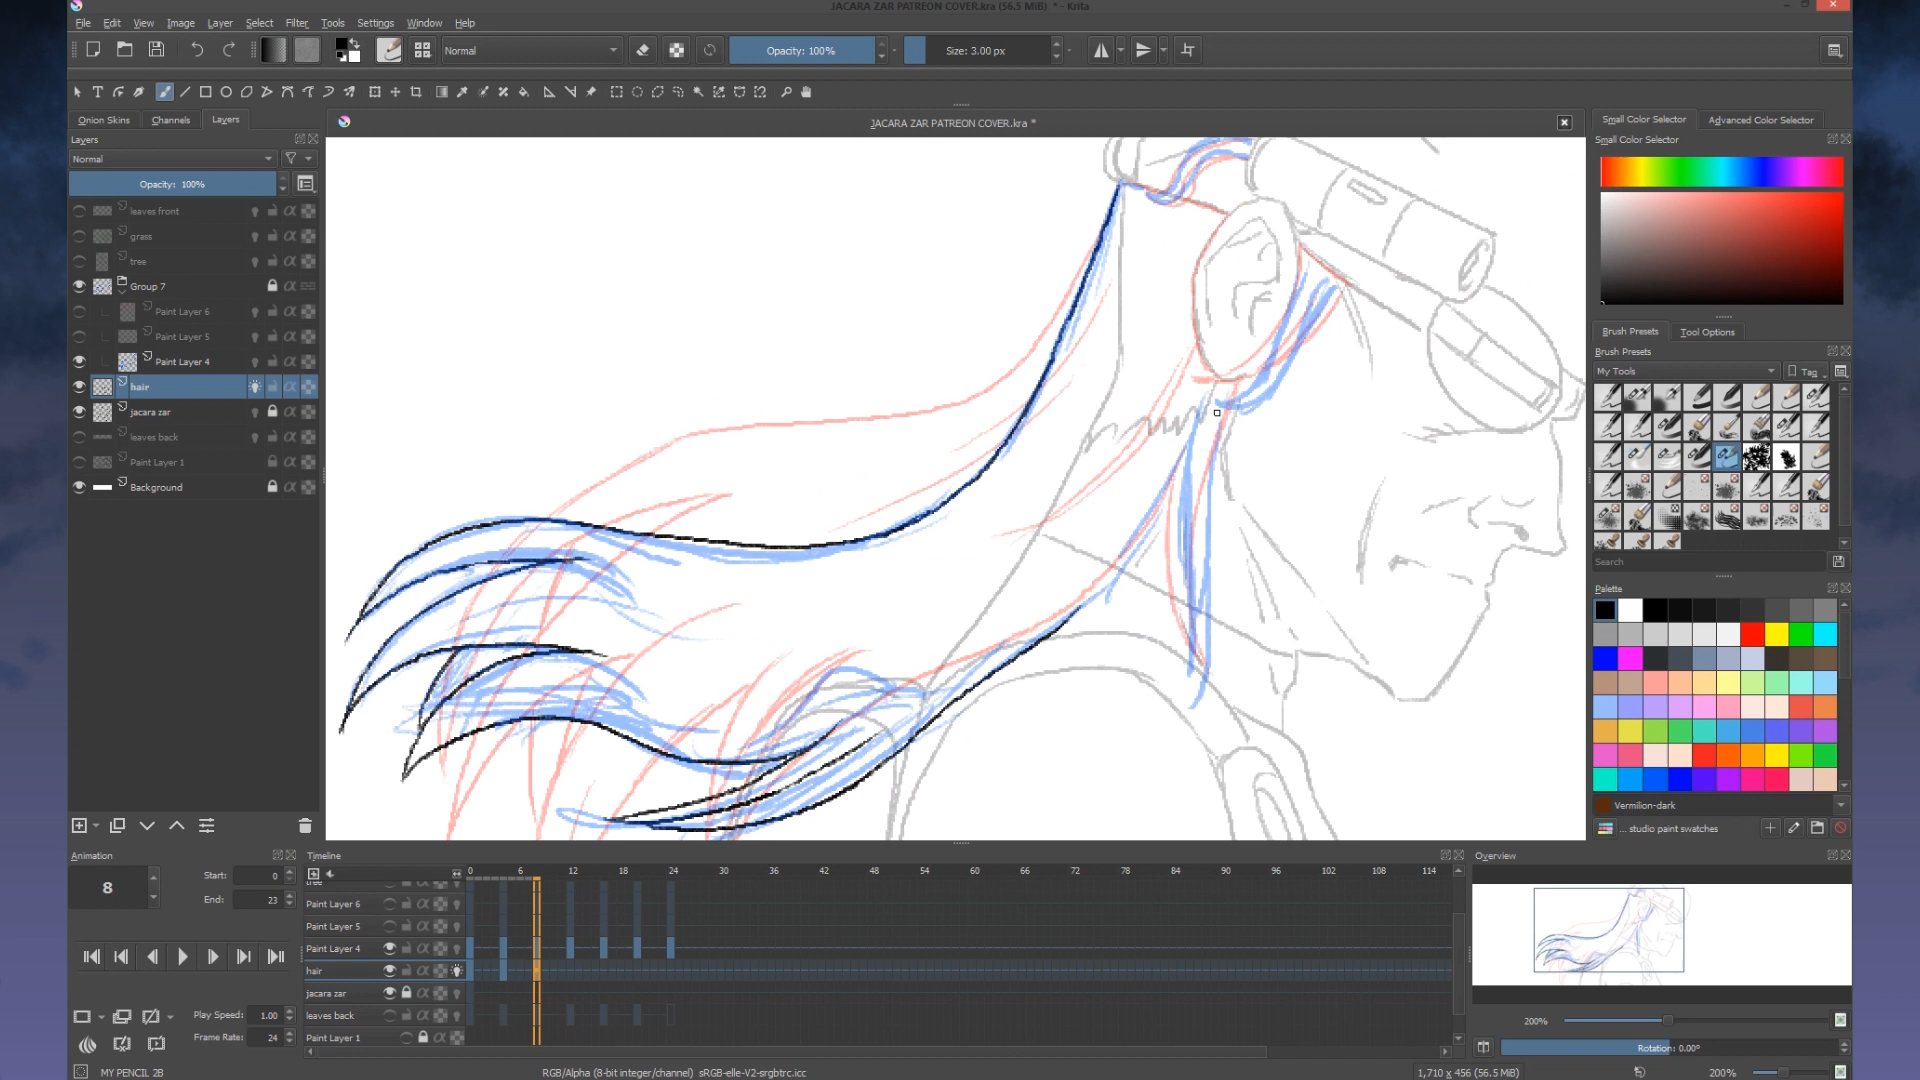 JACARA ZAR PATREON COVER.kra (56.5 MiB) * - Krita
File Edit View Image Layer Select Filter Tools Settings Window Help
Normal Opacity: 100% Size: 3.00 px
Onion Skins Channels Layers
JACARA ZAR PATREON COVER.kra *
Small Color Selector Advanced Color Selector
Layers
Small Color Selector
Normal
Opacity: 100%
leaves front
grass
tree
Group 7
Paint Layer 6
Paint Layer 5
Paint Layer 4
hair
jacara zar
leaves back
Paint Layer 1
Background
Brush Presets Tool Options
Brush Presets
My Tools Tag
Search
Palette
Vermilion-dark
... studio paint swatches
Animation
8
Start: 0
End: 23
Play Speed: 1.00
Frame Rate: 24
Timeline
0 6 12 18 24 30 36 42 48 54 60 66 72 78 84 90 96 102 108 114
tree
Paint Layer 6
Paint Layer 5
Paint Layer 4
hair
jacara zar
leaves back
Paint Layer 1
Overview
200%
Rotation: 0.00°
MY PENCIL 2B
RGB/Alpha (8-bit integer/channel) sRGB-elle-V2-srgbtrc.icc
1,710 x 456 (56.5 MiB)
200%